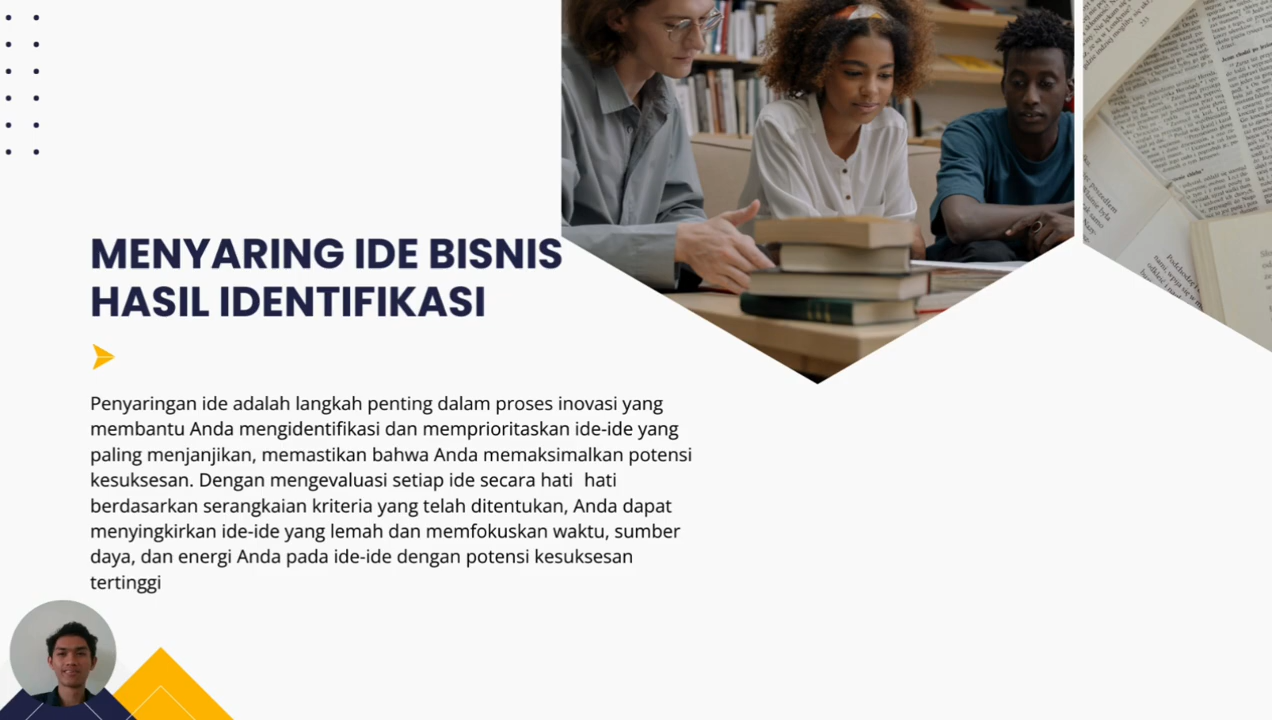 MENYARING IDE BISNIS
HASIL IDENTIFIKASI
Penyaringan ide adalah langkah penting dalam proses inovasi yang
membantu Anda mengidentifikasi dan memprioritaskan ide-ide yang
paling menjanjikan, memastikan bahwa Anda memaksimalkan potensi
kesuksesan. Dengan mengevaluasi setiap ide secara hati  hati
berdasarkan serangkaian kriteria yang telah ditentukan, Anda dapat
menyingkirkan ide-ide yang lemah dan memfokuskan waktu, sumber
daya, dan energi Anda pada ide-ide dengan potensi kesuksesan
tertinggi